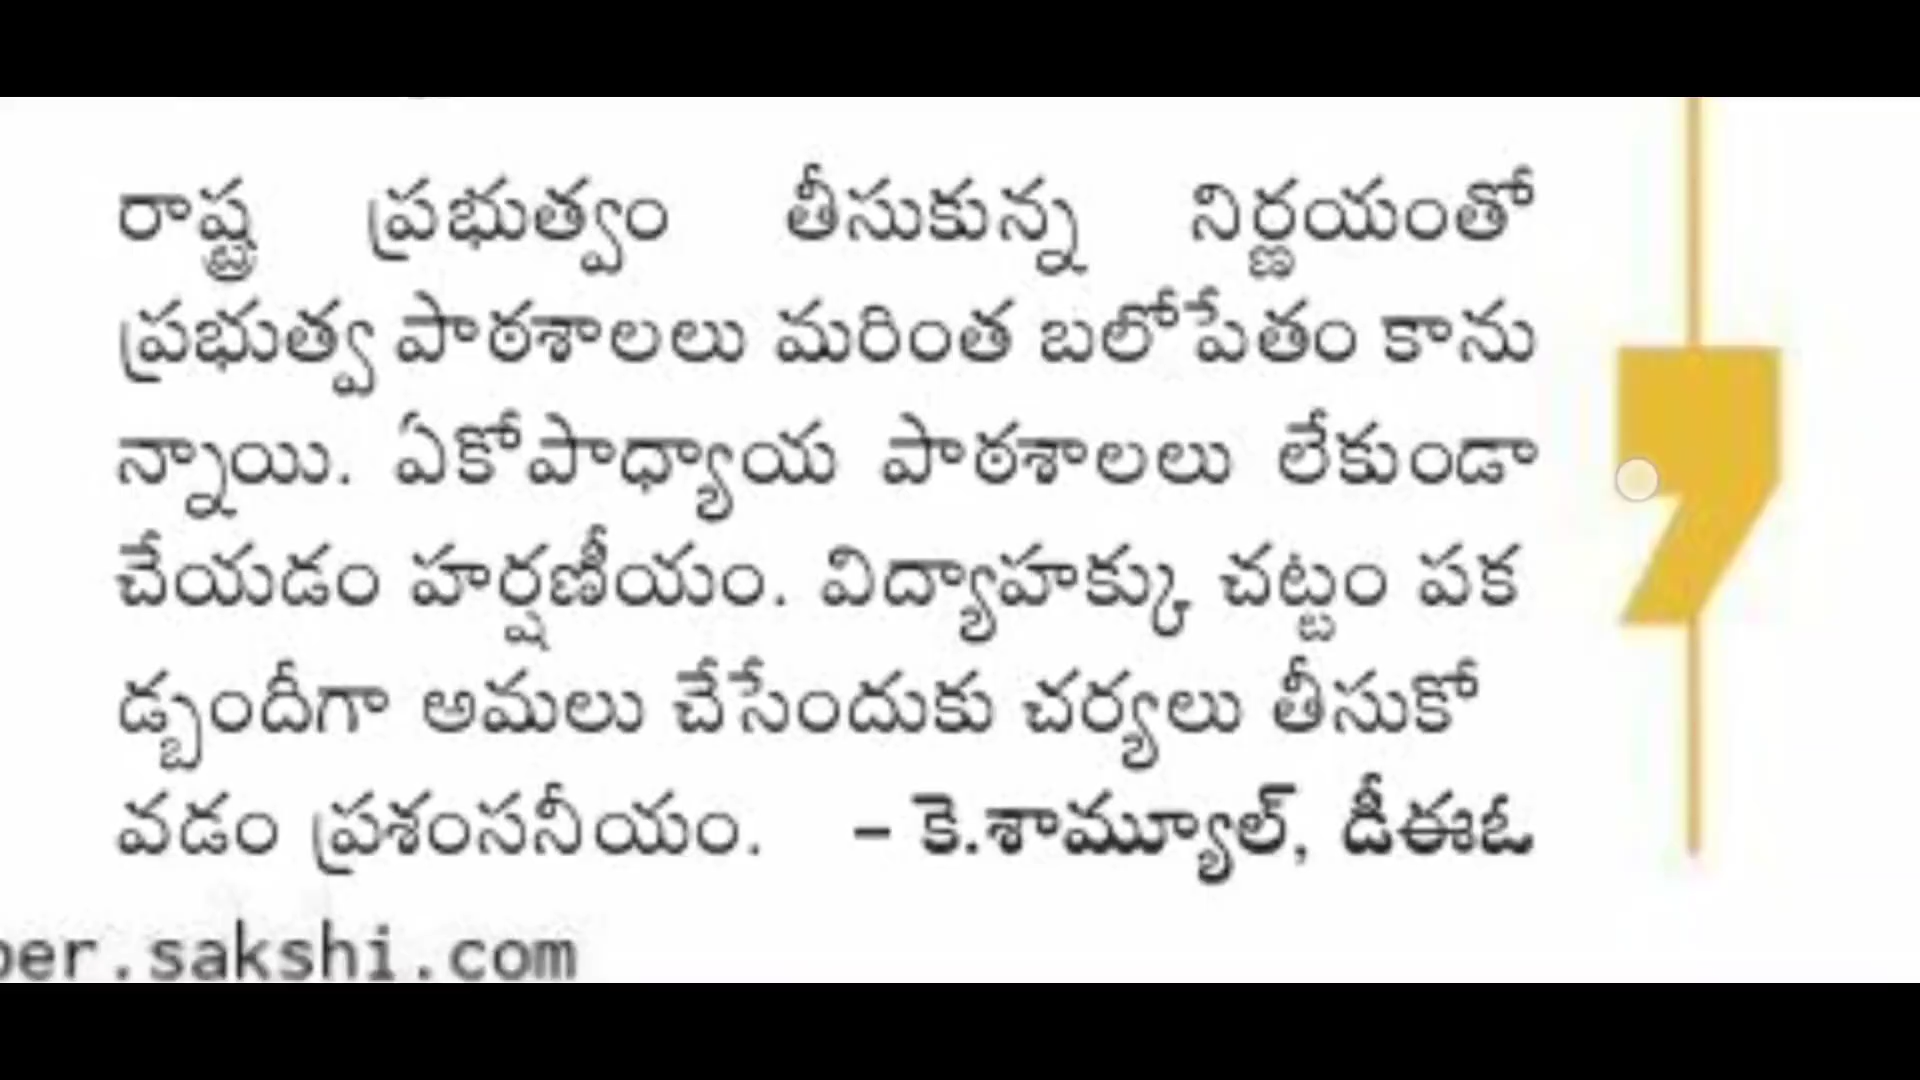 రాష్ట్ర ప్రభుత్వం తీసుకున్న నిర్ణయంతో
ప్రభుత్వ పాఠశాలలు మరింత బలోపేతం కాను
న్నాయి. ఏకోపాధ్యాయ పాఠశాలలు లేకుండా
చేయడం హర్షణీయం. విద్యాహక్కు చట్టం పక
డ్బందీగా అమలు చేసేందుకు చర్యలు తీసుకో
వడం ప్రశంసనీయం. – కె.శామ్యూల్, డీఈఓ
per.sakshi.com